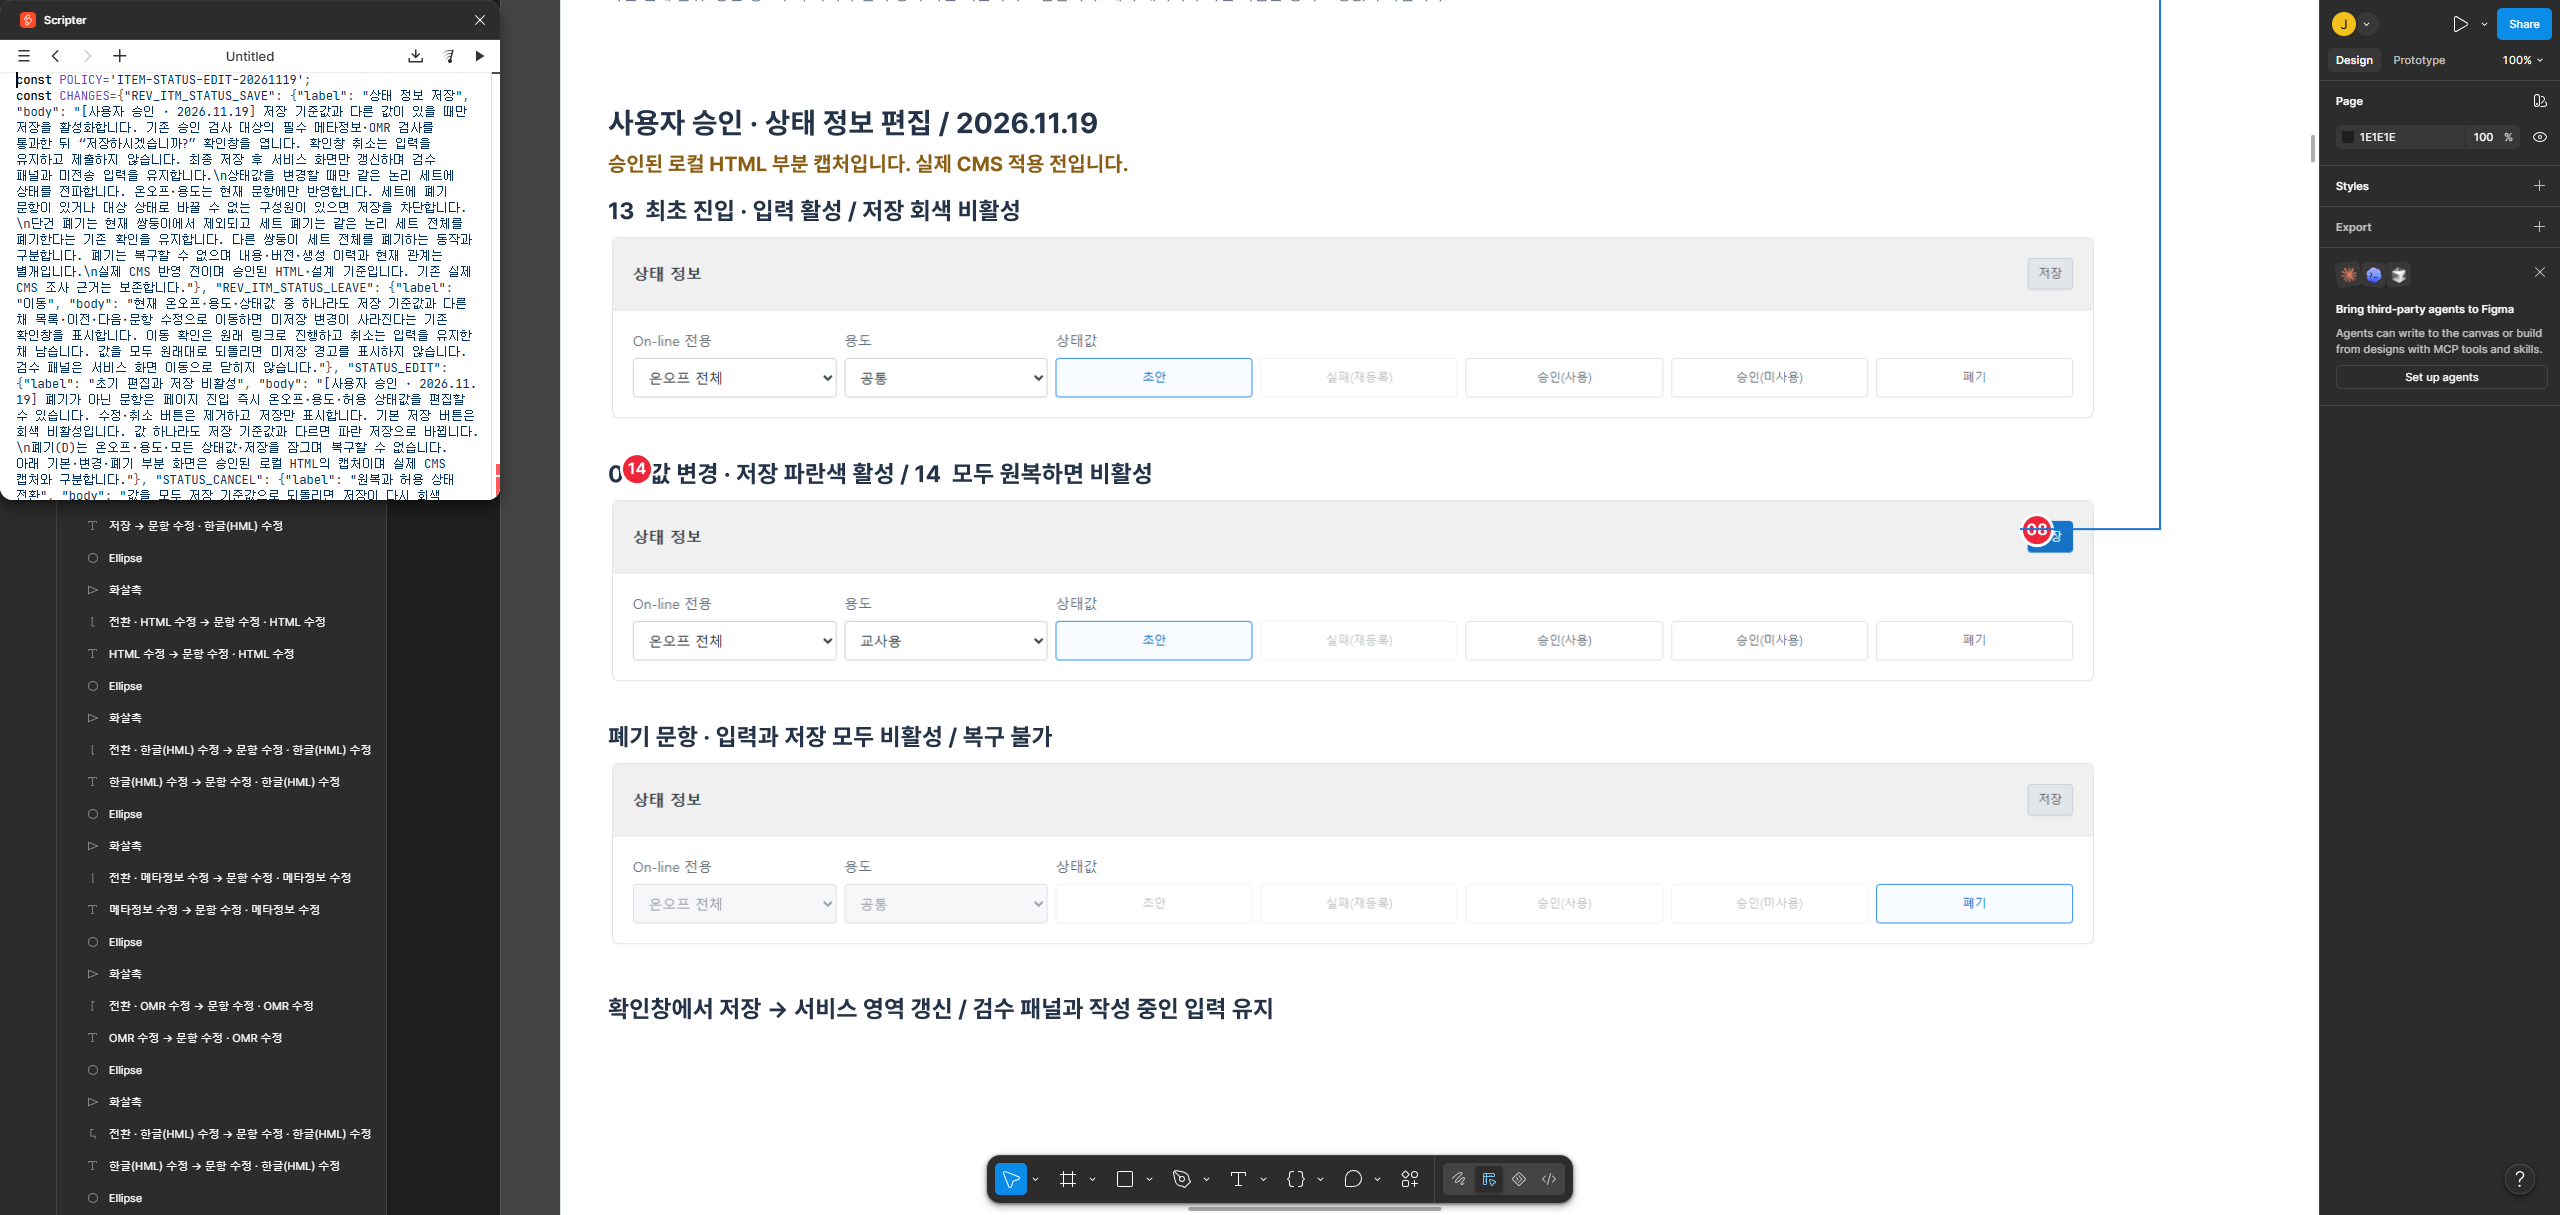 Scripter
Untitled
const POLICY='ITEM-STATUS-EDIT-20261119';
const CHANGES={"REV_ITM_STATUS_SAVE": {"label": "상태 정보 저장",
"body": "[사용자 승인 · 2026.11.19] 저장 기준값과 다른 값이 있을 때만
저장을 활성화합니다. 기존 승인 검사 대상의 필수 메타정보·OMR 검사를
통과한 뒤 “저장하시겠습니까?” 확인창을 엽니다. 확인창 취소는 입력을
유지하고 제출하지 않습니다. 최종 저장 후 서비스 화면만 갱신하며 검수
패널과 미전송 입력을 유지합니다.\n상태값을 변경할 때만 같은 논리 세트에
상태를 전파합니다. 온오프·용도는 현재 문항에만 반영합니다. 세트에 폐기
문항이 있거나 대상 상태로 바꿀 수 없는 구성원이 있으면 저장을 차단합니다.
\n단건 폐기는 현재 쌍둥이에서 제외되고 세트 폐기는 같은 논리 세트 전체를
폐기한다는 기존 확인을 유지합니다. 다른 쌍둥이 세트 전체를 폐기하는 동작과
구분합니다. 폐기는 복구할 수 없으며 내용·버전·생성 이력과 현재 관계는
별개입니다.\n실제 CMS 반영 전이며 승인된 HTML·설계 기준입니다. 기존 실제
CMS 조사 근거는 보존합니다."}, "REV_ITM_STATUS_LEAVE": {"label":
"이동", "body": "현재 온오프·용도·상태값 중 하나라도 저장 기준값과 다른
채 목록·이전·다음·문항 수정으로 이동하면 미저장 변경이 사라진다는 기존
확인창을 표시합니다. 이동 확인은 원래 링크로 진행하고 취소는 입력을 유지한
채 남습니다. 값을 모두 원래대로 되돌리면 미저장 경고를 표시하지 않습니다.
검수 패널은 서비스 화면 이동으로 닫히지 않습니다."}, "STATUS_EDIT":
{"label": "초기 편집과 저장 비활성", "body": "[사용자 승인 · 2026.11.
19] 폐기가 아닌 문항은 페이지 진입 즉시 온오프·용도·허용 상태값을 편집할
수 있습니다. 수정·취소 버튼은 제거하고 저장만 표시합니다. 기본 저장 버튼은
회색 비활성입니다. 값 하나라도 저장 기준값과 다르면 파란 저장으로 바뀝니다.
\n폐기(D)는 온오프·용도·모든 상태값·저장을 잠그며 복구할 수 없습니다.
아래 기본·변경·폐기 부분 화면은 승인된 로컬 HTML의 캡처이며 실제 CMS
캡처와 구분합니다."}, "STATUS_CANCEL": {"label": "원복과 허용 상태
전환", "body": "값을 모두 저장 기준값으로 되돌리면 저장이 다시 회색
저장 → 문항 수정 · 한글(HML) 수정
Ellipse
화살촉
전환 · HTML 수정 → 문항 수정 · HTML 수정
HTML 수정 → 문항 수정 · HTML 수정
Ellipse
화살촉
전환 · 한글(HML) 수정 → 문항 수정 · 한글(HML) 수정
한글(HML) 수정 → 문항 수정 · 한글(HML) 수정
Ellipse
화살촉
전환 · 메타정보 수정 → 문항 수정 · 메타정보 수정
메타정보 수정 → 문항 수정 · 메타정보 수정
Ellipse
화살촉
전환 · OMR 수정 → 문항 수정 · OMR 수정
OMR 수정 → 문항 수정 · OMR 수정
Ellipse
화살촉
전환 · 한글(HML) 수정 → 문항 수정 · 한글(HML) 수정
한글(HML) 수정 → 문항 수정 · 한글(HML) 수정
Ellipse
사용자 승인 · 상태 정보 편집 / 2026.11.19
승인된 로컬 HTML 부분 캡처입니다. 실제 CMS 적용 전입니다.
13 최초 진입 · 입력 활성 / 저장 회색 비활성
상태 정보
저장
On-line 전용 용도 상태값
온오프 전체 공통 초안 실패(재등록) 승인(사용) 승인(미사용) 폐기
14 값 변경 · 저장 파란색 활성 / 14 모두 원복하면 비활성
상태 정보
08 장
On-line 전용 용도 상태값
온오프 전체 교사용 초안 실패(재등록) 승인(사용) 승인(미사용) 폐기
폐기 문항 · 입력과 저장 모두 비활성 / 복구 불가
상태 정보
저장
On-line 전용 용도 상태값
온오프 전체 공통 초안 실패(재등록) 승인(사용) 승인(미사용) 폐기
확인창에서 저장 → 서비스 영역 갱신 / 검수 패널과 작성 중인 입력 유지
J
Share
Design Prototype 100%
Page
1E1E1E 100 %
Styles
Export
Bring third-party agents to Figma
Agents can write to the canvas or build
from designs with MCP tools and skills.
Set up agents
?